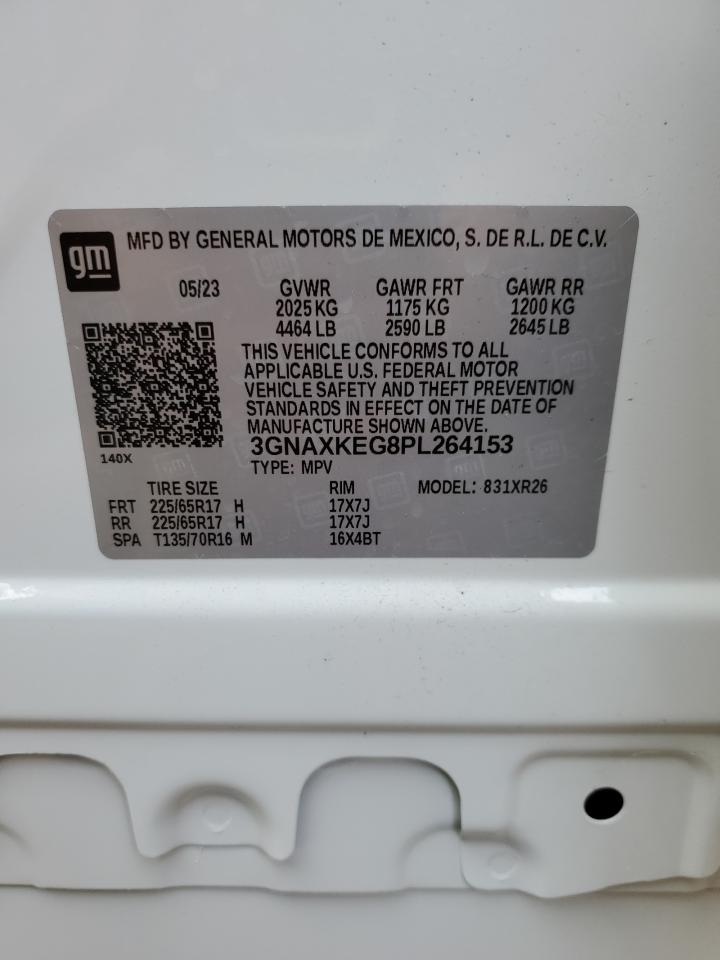 gm
MFD BY GENERAL MOTORS DE MEXICO, S. DE R.L. DE C.V.
05/23 GVWR GAWR FRT GAWR RR
2025 KG 1175 KG 1200 KG
4464 LB 2590 LB 2645 LB
THIS VEHICLE CONFORMS TO ALL
APPLICABLE U.S. FEDERAL MOTOR
VEHICLE SAFETY AND THEFT PREVENTION
STANDARDS IN EFFECT ON THE DATE OF
MANUFACTURE SHOWN ABOVE.
140X
3GNAXKEG8PL264153
TYPE: MPV
TIRE SIZE RIM MODEL: 831XR26
FRT 225/65R17 H 17X7J
RR 225/65R17 H 17X7J
SPA T135/70R16 M 16X4BT